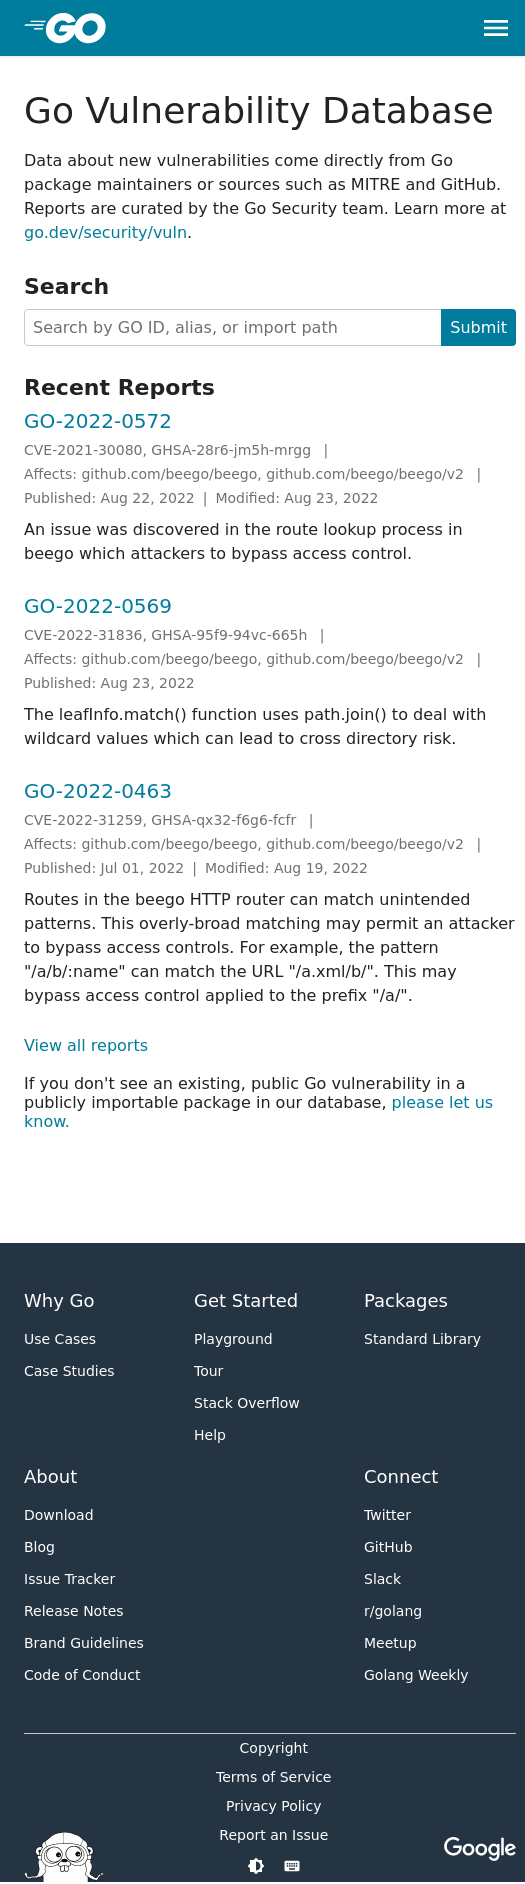 GO
Go Vulnerability Database
Data about new vulnerabilities come directly from Go
package maintainers or sources such as MITRE and GitHub.
Reports are curated by the Go Security team. Learn more at
go.dev/security/vuln.
Search
Search by GO ID, alias, or import path
Submit
Recent Reports
GO-2022-0572
CVE-2021-30080, GHSA-28r6-jm5h-mrgg |
Affects: github.com/beego/beego, github.com/beego/beego/v2 |
Published: Aug 22, 2022 | Modified: Aug 23, 2022
An issue was discovered in the route lookup process in
beego which attackers to bypass access control.
GO-2022-0569
CVE-2022-31836, GHSA-95f9-94vc-665h |
Affects: github.com/beego/beego, github.com/beego/beego/v2 |
Published: Aug 23, 2022
The leafInfo.match() function uses path.join() to deal with
wildcard values which can lead to cross directory risk.
GO-2022-0463
CVE-2022-31259, GHSA-qx32-f6g6-fcfr |
Affects: github.com/beego/beego, github.com/beego/beego/v2 |
Published: Jul 01, 2022 | Modified: Aug 19, 2022
Routes in the beego HTTP router can match unintended
patterns. This overly-broad matching may permit an attacker
to bypass access controls. For example, the pattern
"/a/b/:name" can match the URL "/a.xml/b/". This may
bypass access control applied to the prefix "/a/".
View all reports
If you don't see an existing, public Go vulnerability in a
publicly importable package in our database, please let us
know.
Why Go
Use Cases
Case Studies
Get Started
Playground
Tour
Stack Overflow
Help
Packages
Standard Library
About
Download
Blog
Issue Tracker
Release Notes
Brand Guidelines
Code of Conduct
Connect
Twitter
GitHub
Slack
r/golang
Meetup
Golang Weekly
Copyright
Terms of Service
Privacy Policy
Report an Issue
Google